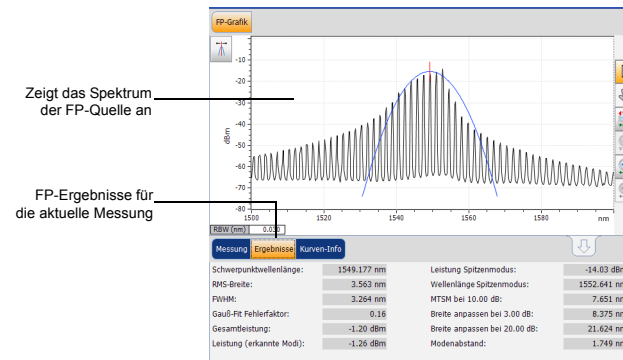 FP-Grafik
-10
-20
-30
-40
-50
-60
-70
-80
dBm
1500 1520 1540 1560 1580 nm
RBW (nm) 0.030
Zeigt das Spektrum
der FP-Quelle an
FP-Ergebnisse für
die aktuelle Messung
Messung Ergebnisse Kurven-Info
Schwerpunktwellenlänge: 1549.177 nm Leistung Spitzenmodus: -14.03 dBm
RMS-Breite: 3.563 nm Wellenlänge Spitzenmodus: 1552.641 nm
FWHM: 3.264 nm MTSM bei 10.00 dB: 7.651 nm
Gauß-Fit Fehlerfaktor: 0.16 Breite anpassen bei 3.00 dB: 8.375 nm
Gesamtleistung: -1.20 dBm Breite anpassen bei 20.00 dB: 21.624 nm
Leistung (erkannte Modi): -1.26 dBm Modenabstand: 1.749 nm